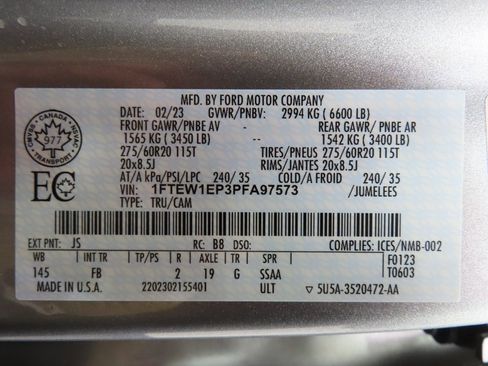 MFD. BY FORD MOTOR COMPANY
DATE: 02/23 GVWR/PNBV: 2994 KG ( 6600 LB)
FRONT GAWR/PNBE AV - REAR GAWR/ PNBE AR
1565 KG ( 3450 LB) -- 1542 KG ( 3400 LB)
275/60R20 115T TIRES/PNEUS 275/60R20 115T
20x8.5J RIMS/JANTES 20x8.5J
AT/A kPa/PSI/LPC 240/ 35 COLD/A FROID 240/ 35
VIN: 1FTEW1EP3PFA97573 /JUMELEES
TYPE: TRU/CAM
CANADA
977
TRANSPORT
CMVSS
NSVAC
EC
EXT PNT: JS RC: B8 DSO: COMPLIES: ICES/NMB-002
WB INT TR TP/PS R AXLE TR SPR F0123
145 FB 2 19 G SSAA T0603
MADE IN U.S.A. 2202302155401 ULT 5U5A-3520472-AA